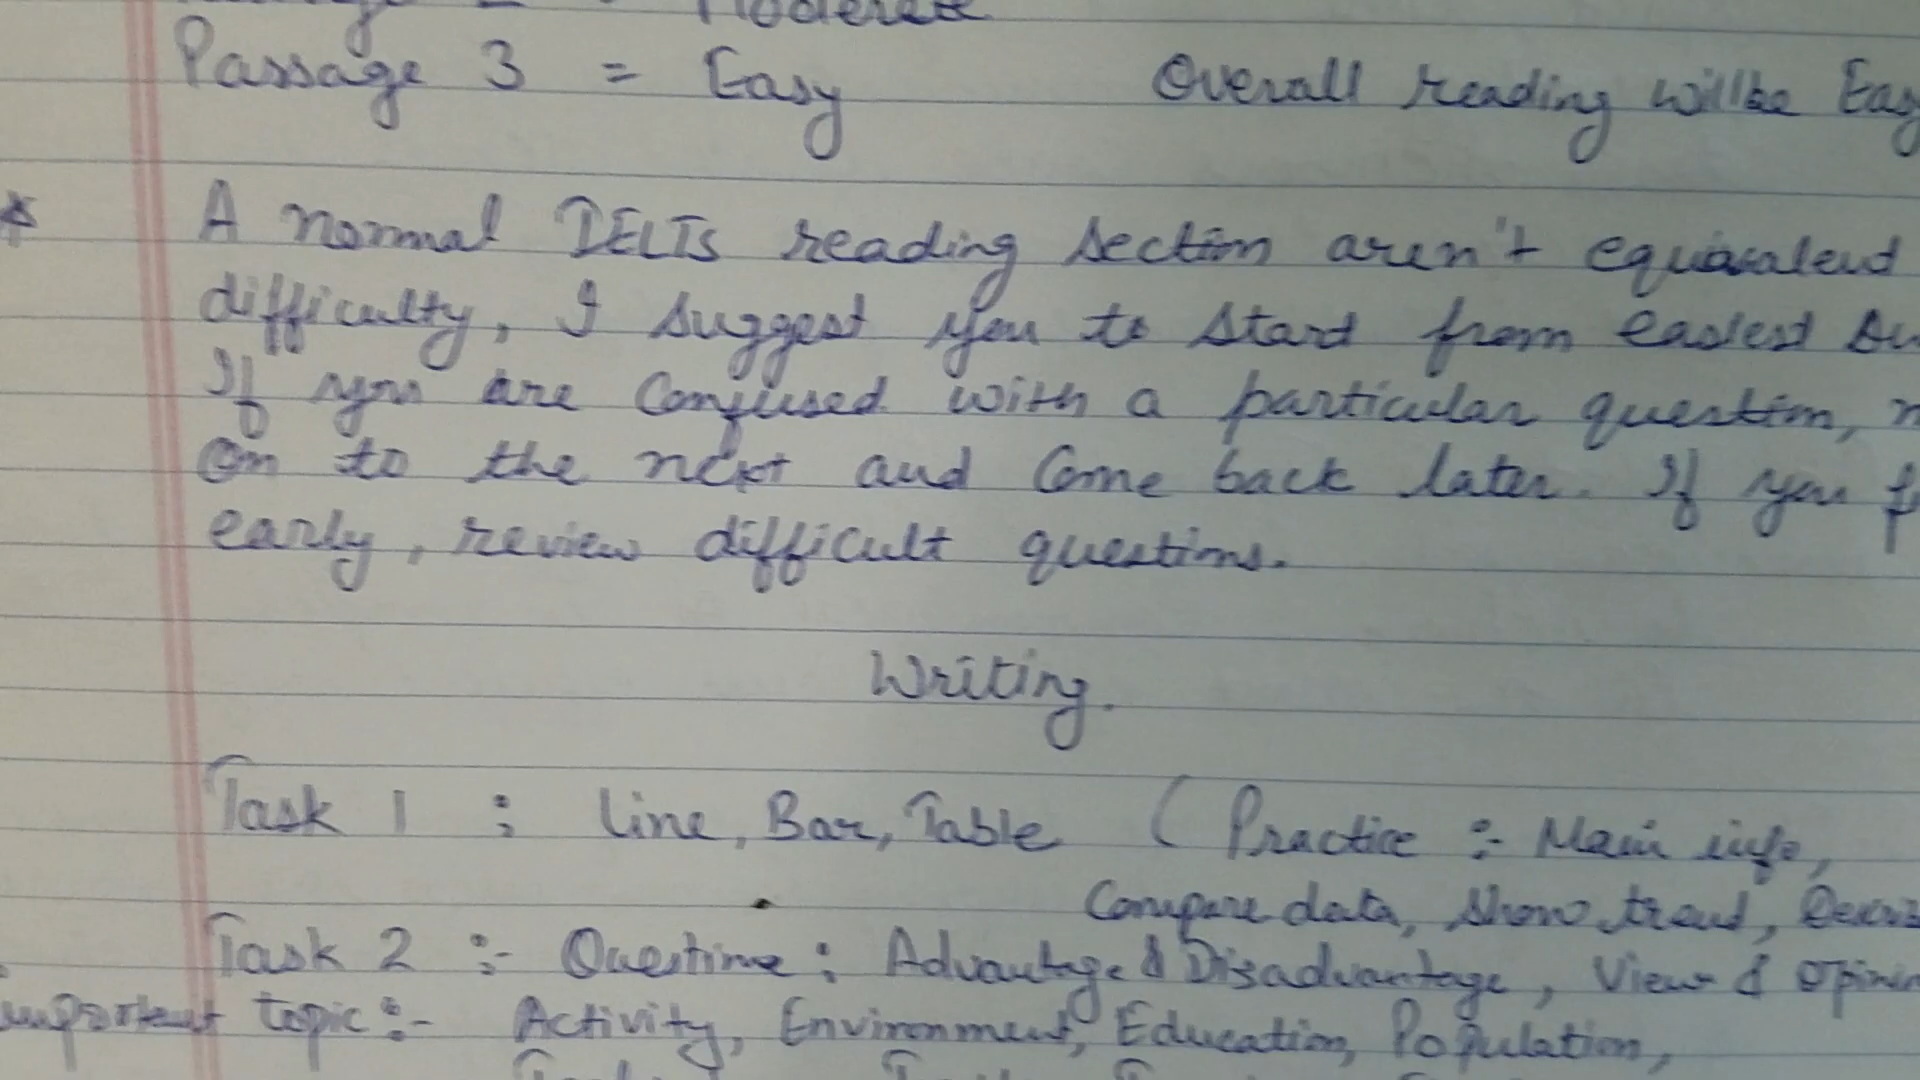 Moderate
Passage 3 = Easy Overall reading will be Easy
A normal IELTS reading section aren't equivalent
difficulty, I suggest you to start from easiest
If you are Confused with a particular question,
On to the next and Come back later. If you
early, review difficult questions.
Writing.
Task 1 : line, Bar, Table ( Practice :- Main info,
Compare data, show trend,
Task 2 :- Questions : Advantage & Disadvantage, View & Opinion
important topic :- Activity, Environment, Education, Population,